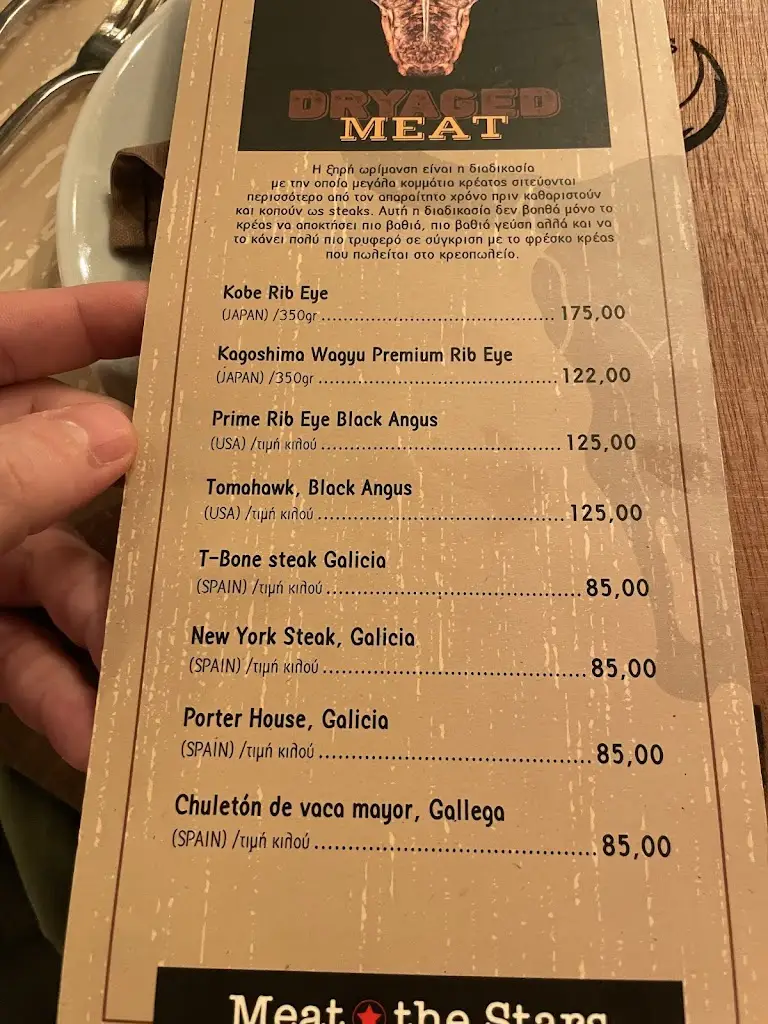 DRYAGED
MEAT
Η ξηρή ωρίμανση είναι η διαδικασία
με την οποία μεγάλα κομμάτια κρέατος σιτεύονται
περισσότερο από τον απαραίτητο χρόνο πριν καθαριστούν
και κοπούν ως steaks. Αυτή η διαδικασία δεν βοηθά μόνο το
κρέας να αποκτήσει πιο βαθιά, πιο βαθιά γεύση αλλά και να
το κάνει πολύ πιο τρυφερό σε σύγκριση με το φρέσκο κρέας
που πωλείται στο κρεοπωλείο.
Kobe Rib Eye
(JAPAN) /350gr 175,00
Kagoshima Wagyu Premium Rib Eye
(JAPAN) /350gr 122,00
Prime Rib Eye Black Angus
(USA) /τιμή κιλού 125,00
Tomahawk, Black Angus
(USA) /τιμή κιλού 125,00
T-Bone steak Galicia
(SPAIN) /τιμή κιλού 85,00
New York Steak, Galicia
(SPAIN) /τιμή κιλού 85,00
Porter House, Galicia
(SPAIN) /τιμή κιλού 85,00
Chuletón de vaca mayor, Gallega
(SPAIN) /τιμή κιλού 85,00
Meat the Stars